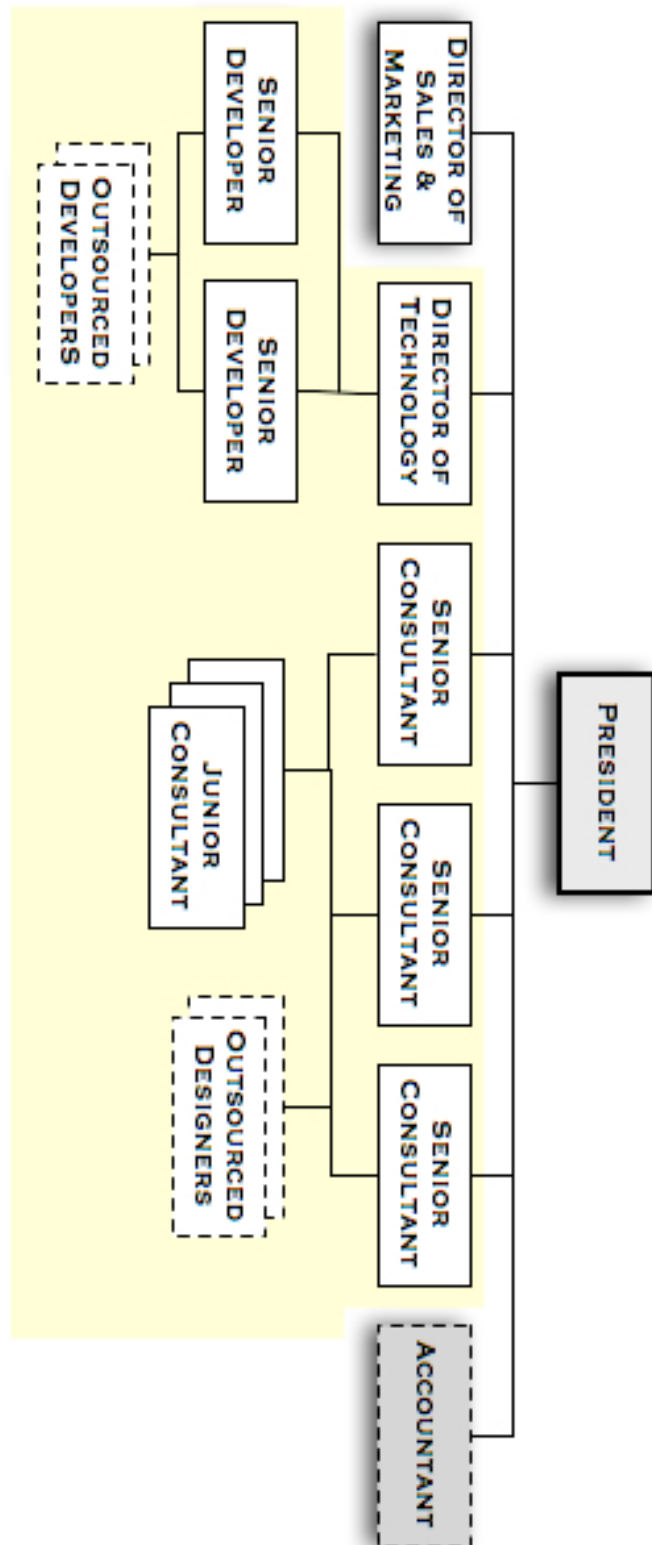 PRESIDENT
DIRECTOR OF
SALES &
MARKETING
DIRECTOR OF
TECHNOLOGY
SENIOR
CONSULTANT
SENIOR
CONSULTANT
SENIOR
CONSULTANT
ACCOUNTANT
SENIOR
DEVELOPER
SENIOR
DEVELOPER
JUNIOR
CONSULTANT
OUTSOURCED
DESIGNERS
OUTSOURCED
DEVELOPERS